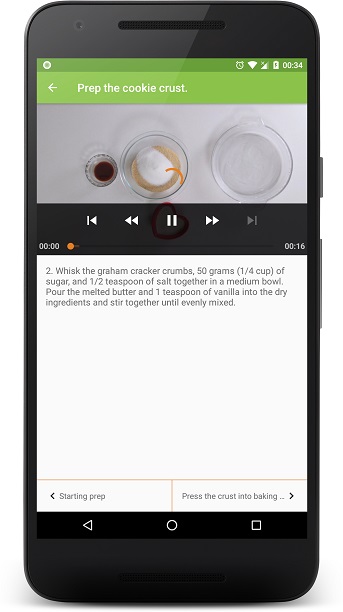 00:34
Prep the cookie crust.
00:00
00:16
2. Whisk the graham cracker crumbs, 50 grams (1/4 cup) of
sugar, and 1/2 teaspoon of salt together in a medium bowl.
Pour the melted butter and 1 teaspoon of vanilla into the dry
ingredients and stir together until evenly mixed.
Starting prep
Press the crust into baking ..